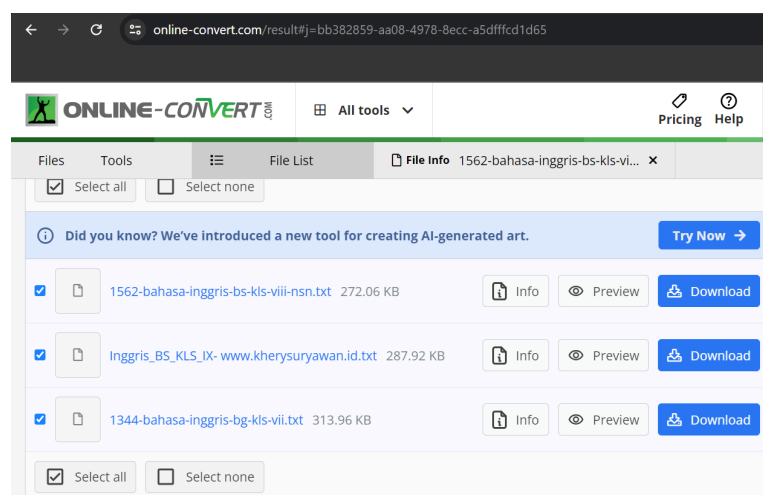 online-convert.com/result#j=bb382859-aa08-4978-8ecc-a5dfffcd1d65
ONLINE-CONVERT.COM
All tools
Pricing Help
Files Tools File List File Info 1562-bahasa-inggris-bs-kls-vi...
Select all Select none
Did you know? We've introduced a new tool for creating AI-generated art. Try Now
1562-bahasa-inggris-bs-kls-viii-nsn.txt 272.06 KB Info Preview Download
Inggris_BS_KLS_IX- www.kherysuryawan.id.txt 287.92 KB Info Preview Download
1344-bahasa-inggris-bg-kls-vii.txt 313.96 KB Info Preview Download
Select all Select none